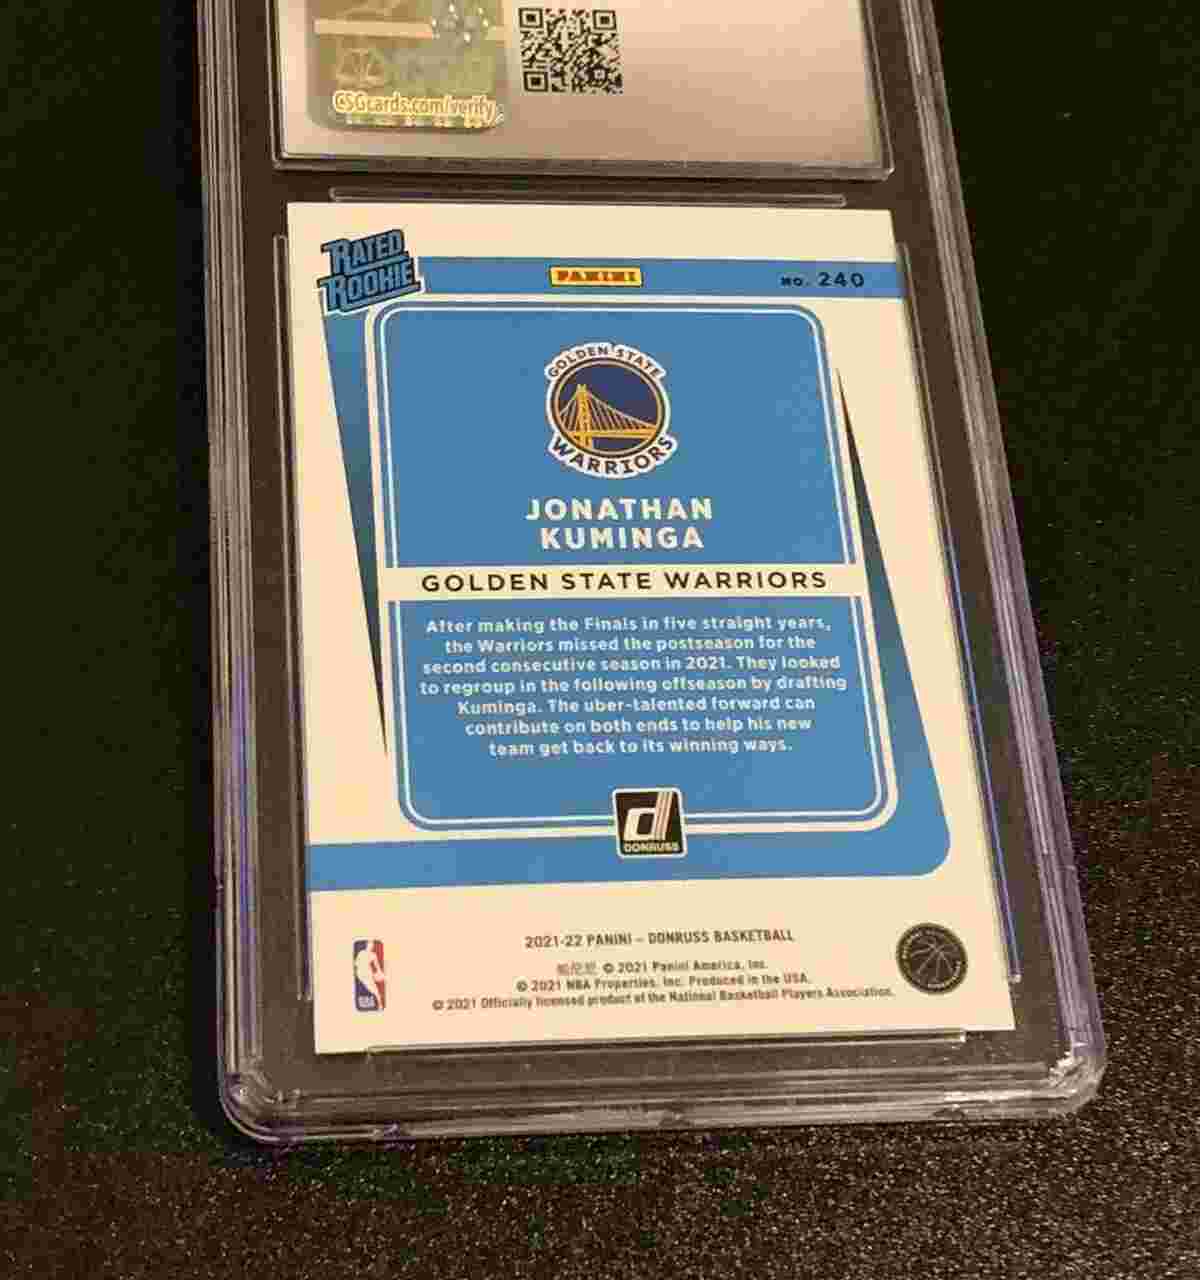 CSGcards.com/verify
RATED
ROOKIE
PANINI
NO. 240
GOLDEN STATE
WARRIORS
JONATHAN
KUMINGA
GOLDEN STATE WARRIORS
After making the Finals in five straight years,
the Warriors missed the postseason for the
second consecutive season in 2021. They looked
to regroup in the following offseason by drafting
Kuminga. The uber-talented forward can
contribute on both ends to help his new
team get back to its winning ways.
d
DONRUSS
2021-22 PANINI – DONRUSS BASKETBALL
帕尼尼 © 2021 Panini America, Inc.
© 2021 NBA Properties, Inc. Produced in the USA.
© 2021 Officially licensed product of the National Basketball Players Association.
NBA